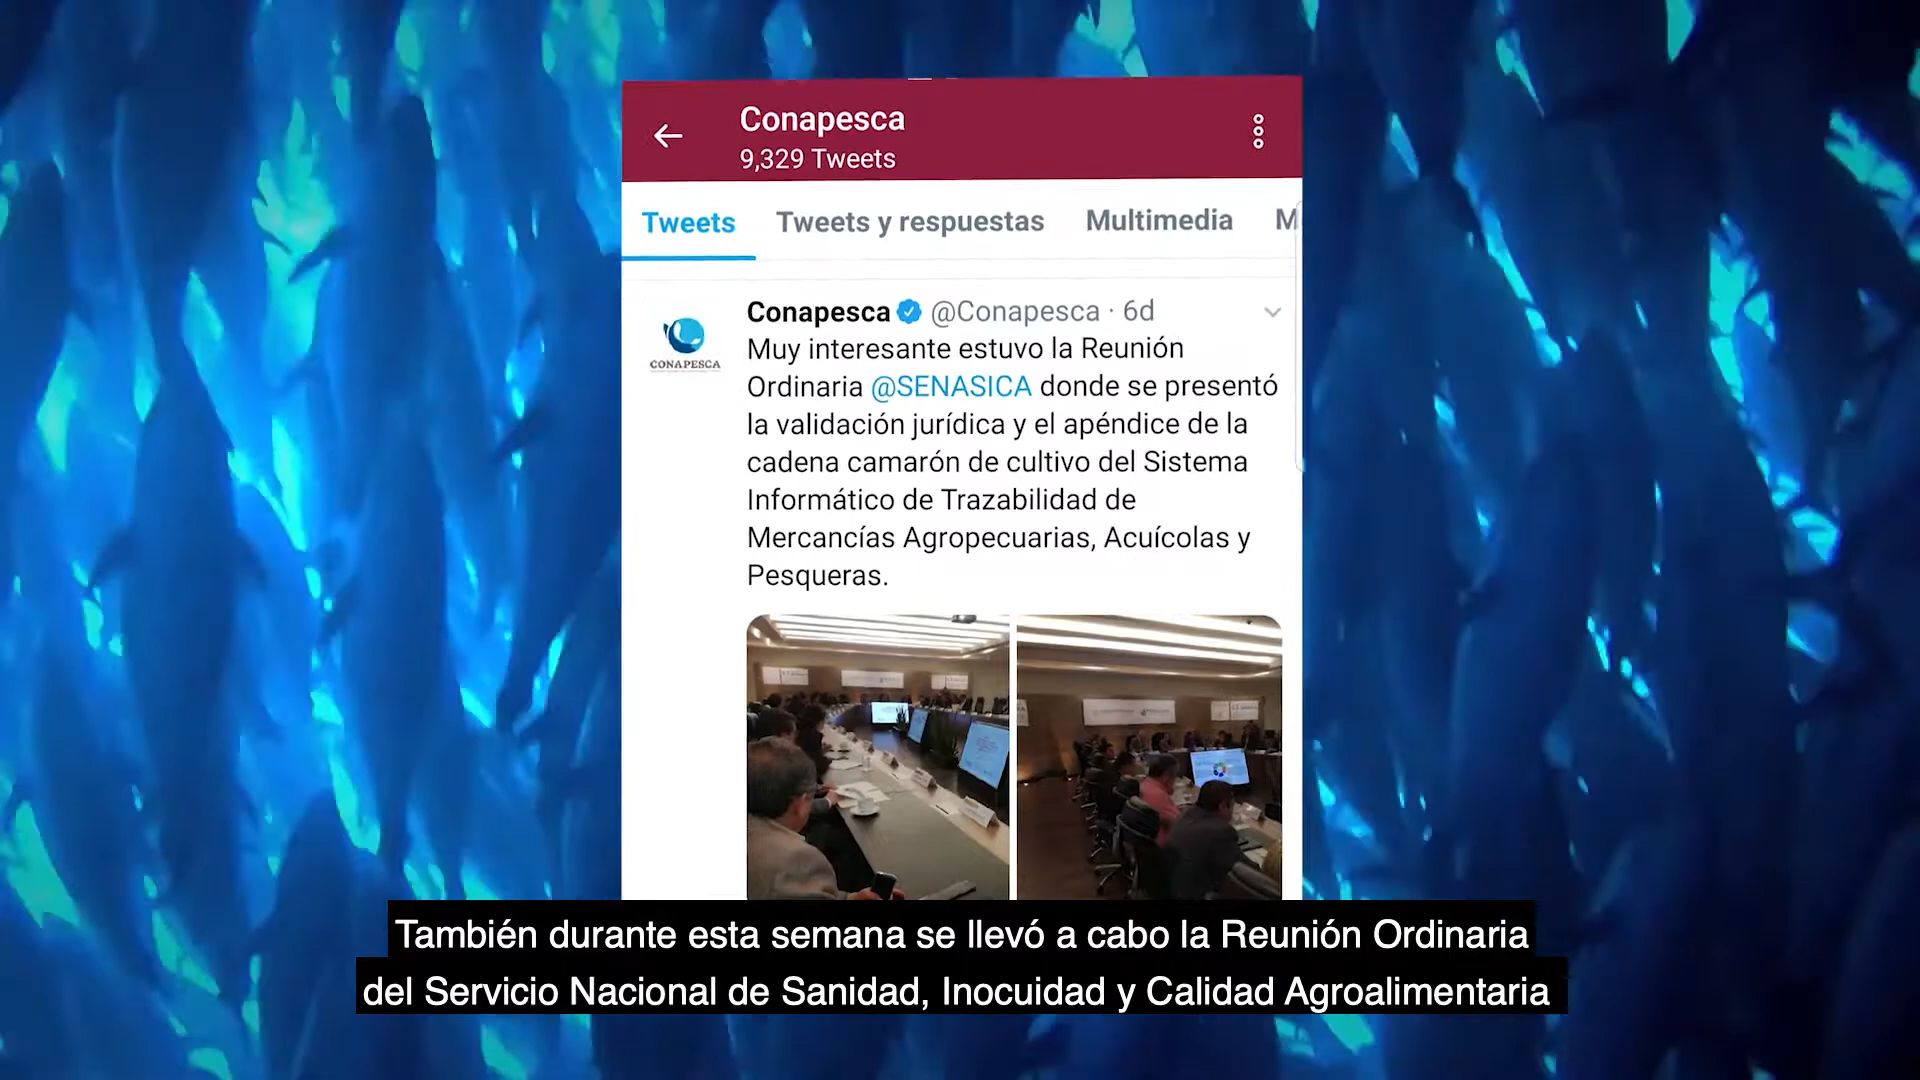 Conapesca
9,329 Tweets
Tweets
Tweets y respuestas
Multimedia
M
CONAPESCA
Conapesca @Conapesca · 6d
Muy interesante estuvo la Reunión
Ordinaria @SENASICA donde se presentó
la validación jurídica y el apéndice de la
cadena camarón de cultivo del Sistema
Informático de Trazabilidad de
Mercancías Agropecuarias, Acuícolas y
Pesqueras.
También durante esta semana se llevó a cabo la Reunión Ordinaria
del Servicio Nacional de Sanidad, Inocuidad y Calidad Agroalimentaria